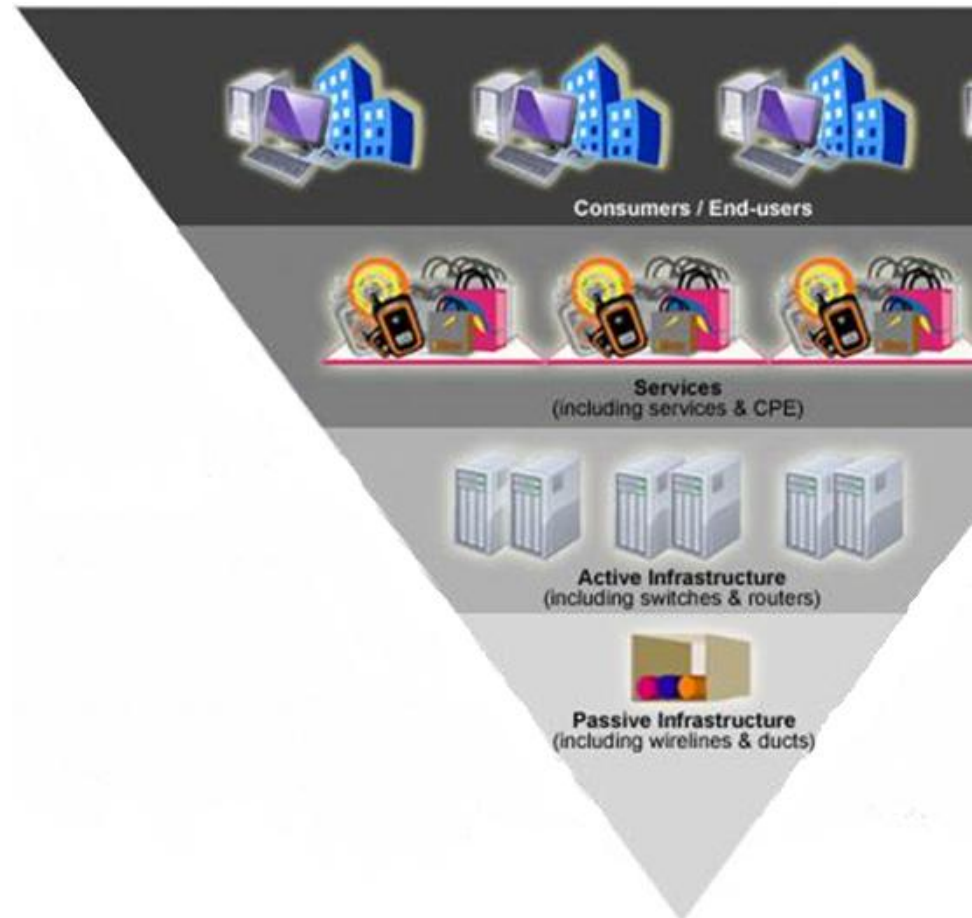 Consumers / End-users
Services
(including services & CPE)
Active Infrastructure
(including switches & routers)
Passive Infrastructure
(including wirelines & ducts)